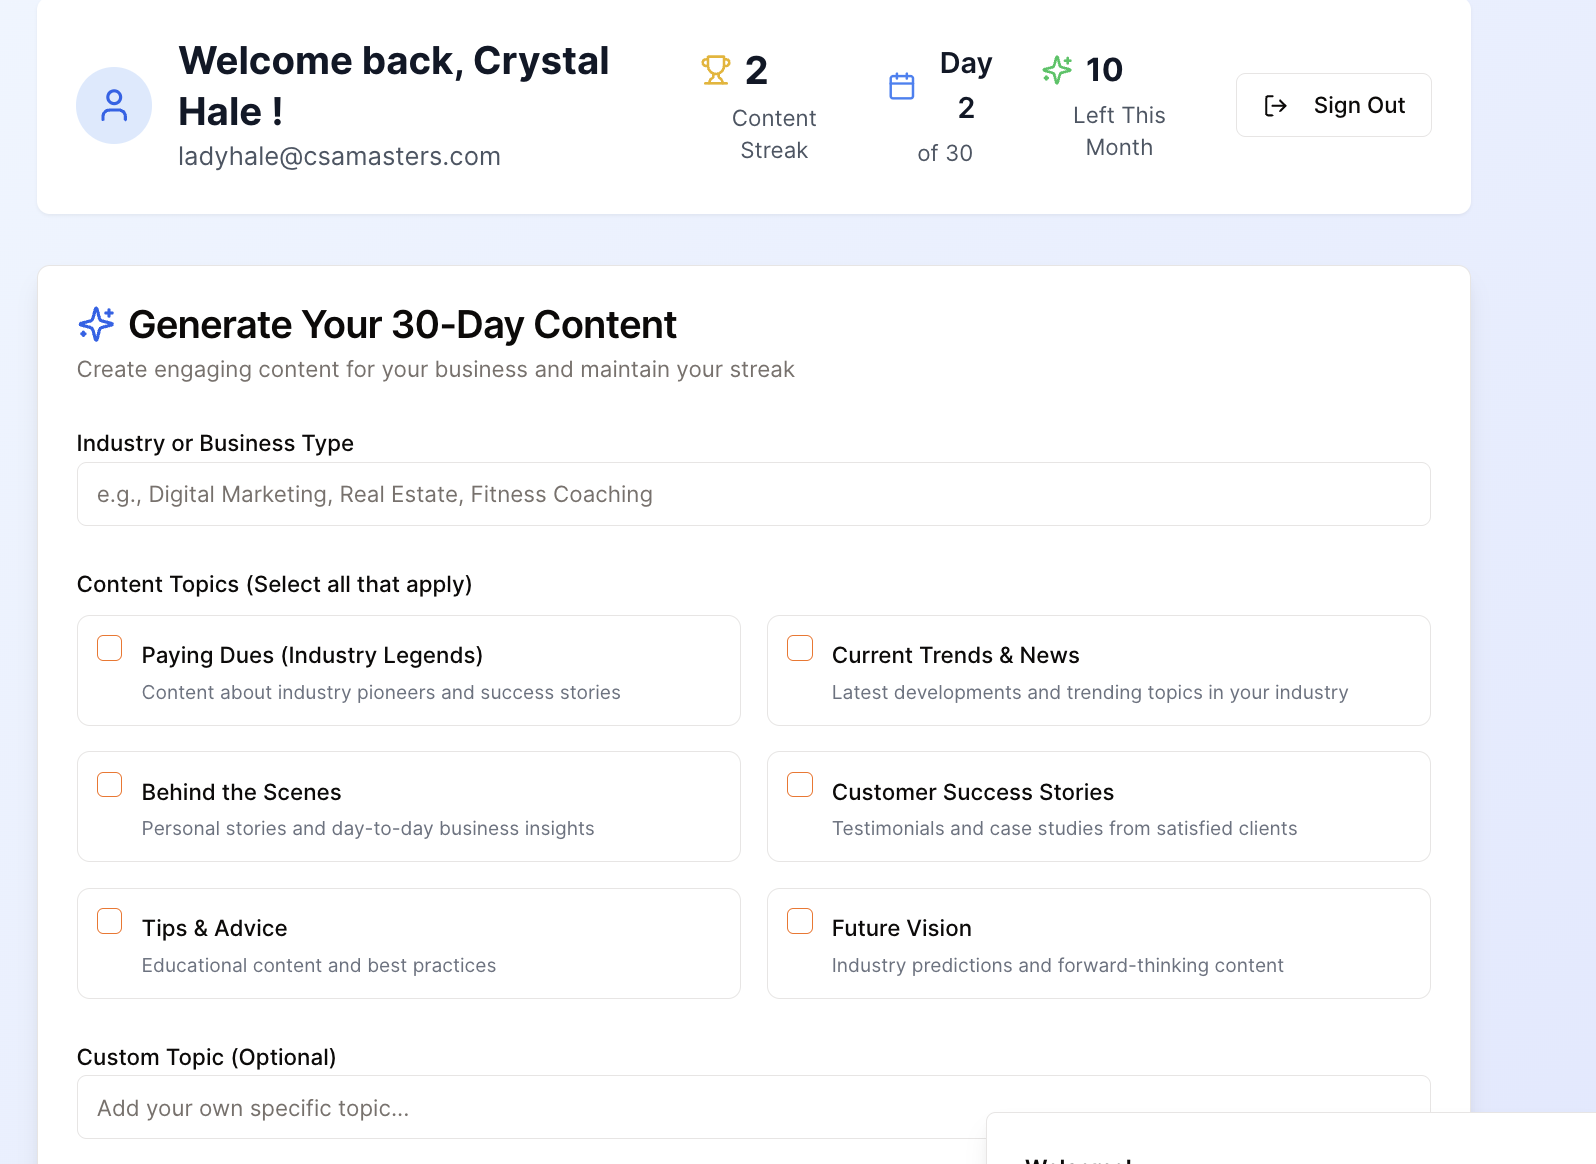 Welcome back, Crystal
Hale !
ladyhale@csamasters.com
2
Content
Streak
Day
2
of 30
10
Left This
Month
Sign Out
Generate Your 30-Day Content
Create engaging content for your business and maintain your streak
Industry or Business Type
e.g., Digital Marketing, Real Estate, Fitness Coaching
Content Topics (Select all that apply)
Paying Dues (Industry Legends)
Content about industry pioneers and success stories
Current Trends & News
Latest developments and trending topics in your industry
Behind the Scenes
Personal stories and day-to-day business insights
Customer Success Stories
Testimonials and case studies from satisfied clients
Tips & Advice
Educational content and best practices
Future Vision
Industry predictions and forward-thinking content
Custom Topic (Optional)
Add your own specific topic...